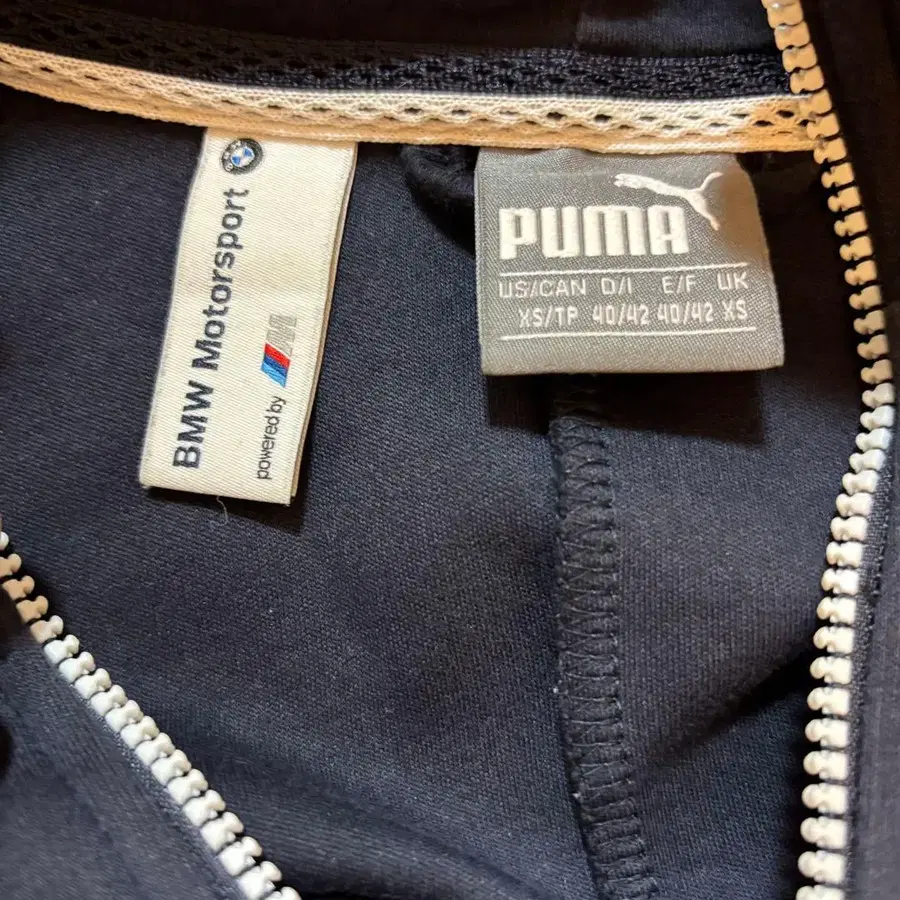 BMW Motorsport
powered by M
PUMA
US/CAN D/I E/F UK
XS/TP 40/42 40/42 XS